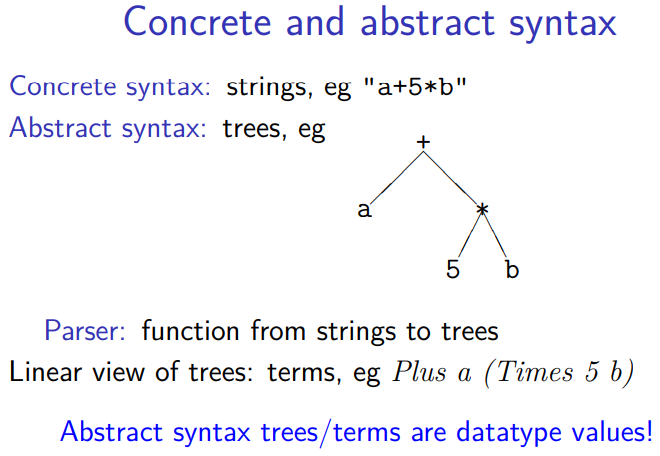 Concrete and abstract syntax
Concrete syntax: strings, eg "a+5*b"
Abstract syntax: trees, eg
+
a *
5 b
Parser: function from strings to trees
Linear view of trees: terms, eg Plus a (Times 5 b)
Abstract syntax trees/terms are datatype values!